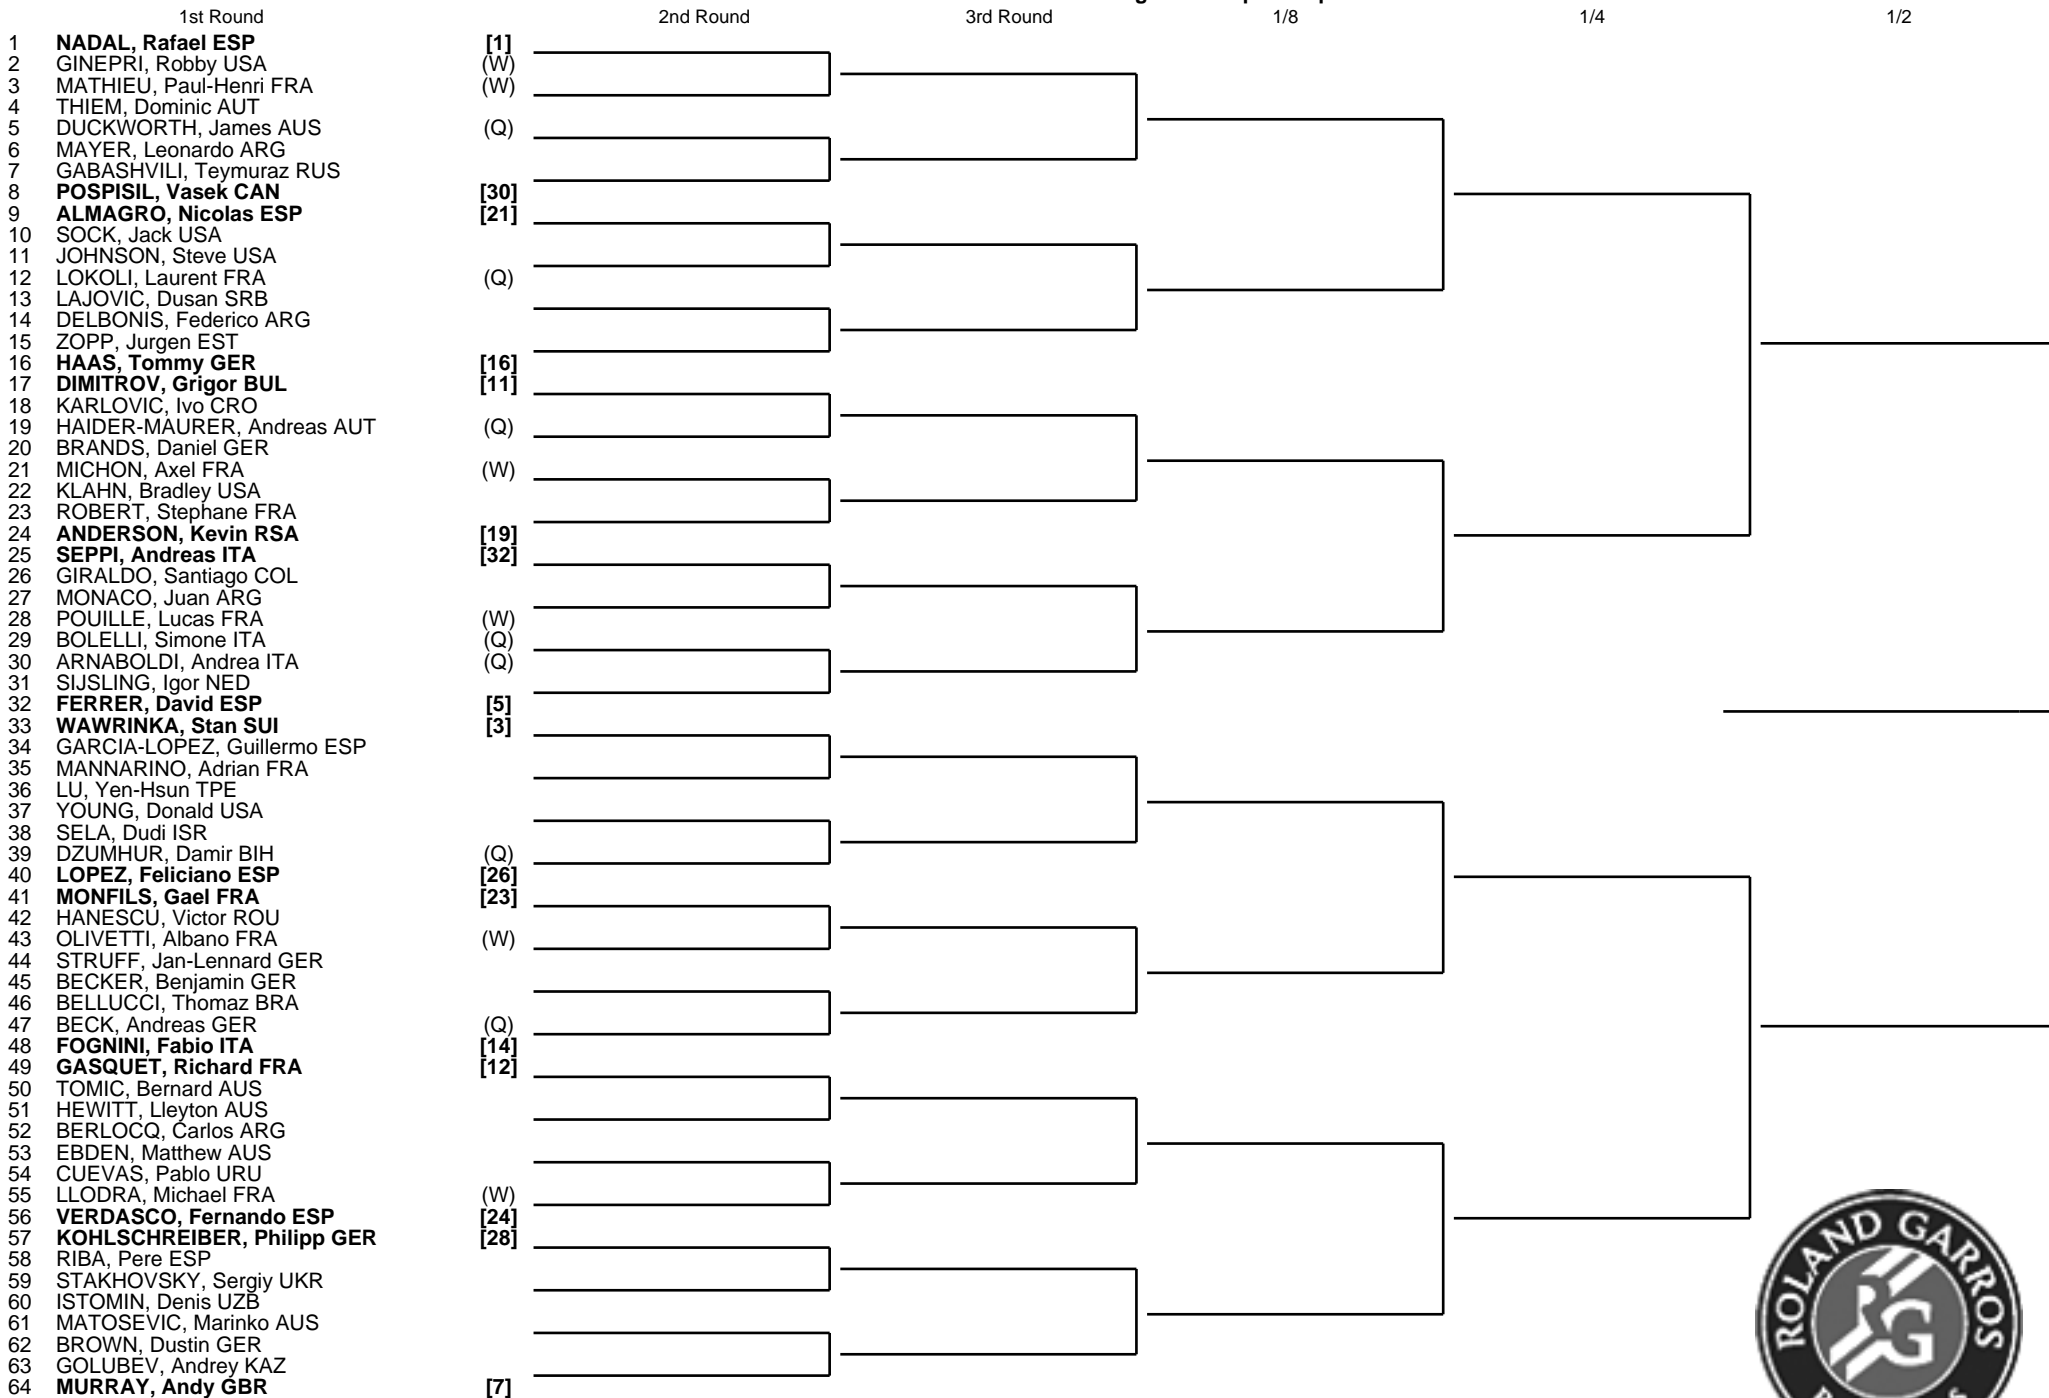 1st Round 2nd Round 3rd Round 1/8 1/4 1/2
1 NADAL, Rafael ESP [1]
2 GINEPRI, Robby USA (W)
3 MATHIEU, Paul-Henri FRA (W)
4 THIEM, Dominic AUT
5 DUCKWORTH, James AUS (Q)
6 MAYER, Leonardo ARG
7 GABASHVILI, Teymuraz RUS
8 POSPISIL, Vasek CAN [30]
9 ALMAGRO, Nicolas ESP [21]
10 SOCK, Jack USA
11 JOHNSON, Steve USA
12 LOKOLI, Laurent FRA (Q)
13 LAJOVIC, Dusan SRB
14 DELBONIS, Federico ARG
15 ZOPP, Jurgen EST
16 HAAS, Tommy GER [16]
17 DIMITROV, Grigor BUL [11]
18 KARLOVIC, Ivo CRO
19 HAIDER-MAURER, Andreas AUT (Q)
20 BRANDS, Daniel GER
21 MICHON, Axel FRA (W)
22 KLAHN, Bradley USA
23 ROBERT, Stephane FRA
24 ANDERSON, Kevin RSA [19]
25 SEPPI, Andreas ITA [32]
26 GIRALDO, Santiago COL
27 MONACO, Juan ARG
28 POUILLE, Lucas FRA (W)
29 BOLELLI, Simone ITA (Q)
30 ARNABOLDI, Andrea ITA (Q)
31 SIJSLING, Igor NED
32 FERRER, David ESP [5]
33 WAWRINKA, Stan SUI [3]
34 GARCIA-LOPEZ, Guillermo ESP
35 MANNARINO, Adrian FRA
36 LU, Yen-Hsun TPE
37 YOUNG, Donald USA
38 SELA, Dudi ISR
39 DZUMHUR, Damir BIH (Q)
40 LOPEZ, Feliciano ESP [26]
41 MONFILS, Gael FRA [23]
42 HANESCU, Victor ROU
43 OLIVETTI, Albano FRA (W)
44 STRUFF, Jan-Lennard GER
45 BECKER, Benjamin GER
46 BELLUCCI, Thomaz BRA
47 BECK, Andreas GER (Q)
48 FOGNINI, Fabio ITA [14]
49 GASQUET, Richard FRA [12]
50 TOMIC, Bernard AUS
51 HEWITT, Lleyton AUS
52 BERLOCQ, Carlos ARG
53 EBDEN, Matthew AUS
54 CUEVAS, Pablo URU
55 LLODRA, Michael FRA (W)
56 VERDASCO, Fernando ESP [24]
57 KOHLSCHREIBER, Philipp GER [28]
58 RIBA, Pere ESP
59 STAKHOVSKY, Sergiy UKR
60 ISTOMIN, Denis UZB
61 MATOSEVIC, Marinko AUS
62 BROWN, Dustin GER
63 GOLUBEV, Andrey KAZ
64 MURRAY, Andy GBR [7]
ROLAND GARROS
RG